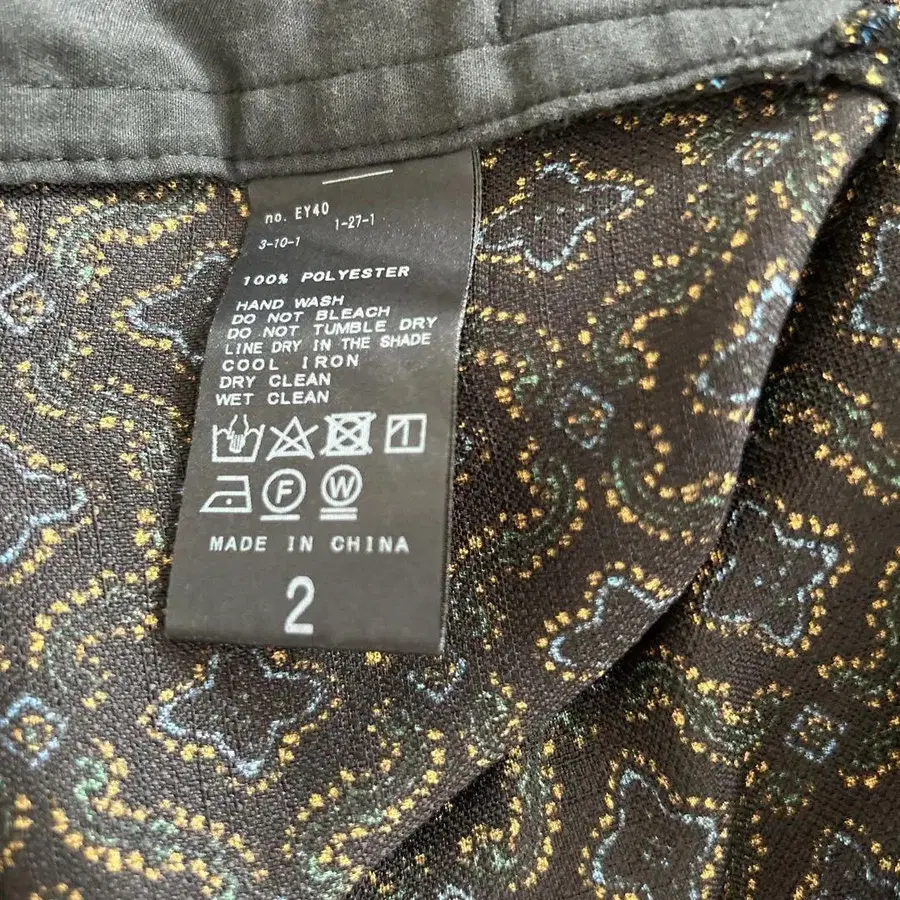 no. EY40
1-27-1
3-10-1
100% POLYESTER
HAND WASH
DO NOT BLEACH
DO NOT TUMBLE DRY
LINE DRY IN THE SHADE
COOL IRON
DRY CLEAN
WET CLEAN
F W
MADE IN CHINA
2